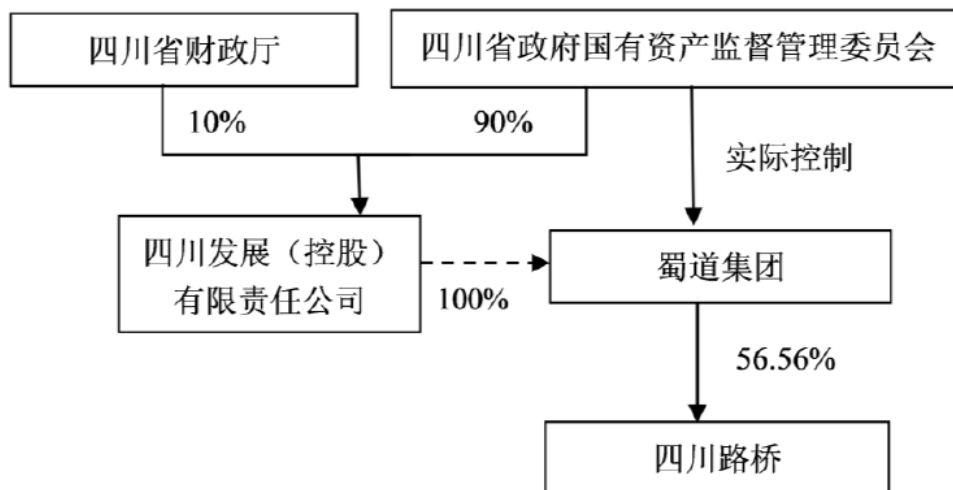 四川省财政厅
四川省政府国有资产监督管理委员会
10%
90%
实际控制
四川发展（控股）
有限责任公司
100%
蜀道集团
56.56%
四川路桥